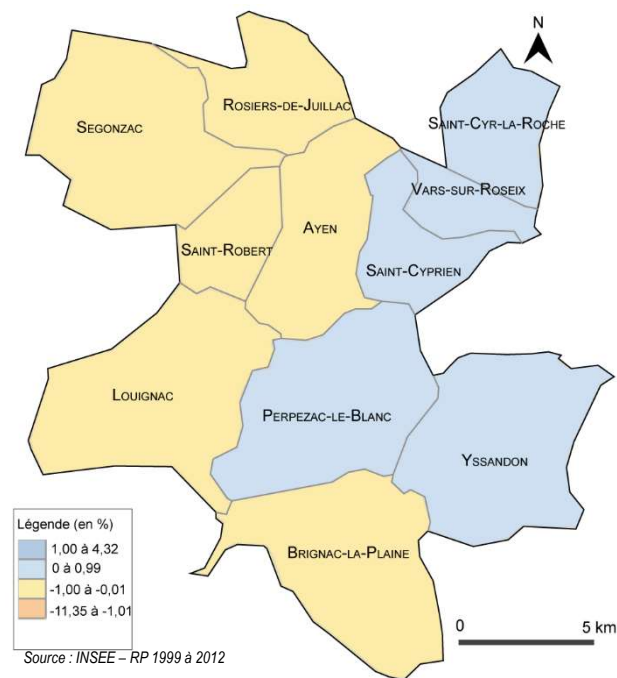 N
ROSIERS-DE-JUILLAC
SEGONZAC
SAINT-CYR-LA-ROCHE
VARS-SUR-ROSEIX
AYEN
SAINT-ROBERT
SAINT-CYPRIEN
LOUIGNAC
PERPEZAC-LE-BLANC
YSSANDON
BRIGNAC-LA-PLAINE
Légende (en %)
1,00 à 4,32
0 à 0,99
-1,00 à -0,01
-11,35 à -1,01
0 5 km
Source : INSEE – RP 1999 à 2012